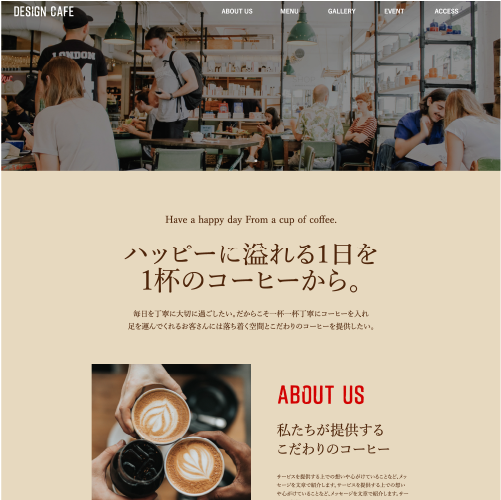 DESIGN CAFE
ABOUT US
MENU
GALLERY
EVENT
ACCESS
LONDON
Have a happy day From a cup of coffee.
ハッピーに溢れる1日を
1杯のコーヒーから。
毎日を丁寧に大切に過ごしたい。だからこそ一杯一杯丁寧にコーヒーを入れ
足を運んでくれるお客さんには落ち着く空間とこだわりのコーヒーを提供したい。
ABOUT US
私たちが提供する
こだわりのコーヒー
サービスを提供する上での想いや心がけていることなど、メッ
セージを文章で紹介します。サービスを提供する上での想い
や心がけていることなど、メッセージを文章で紹介します。サー